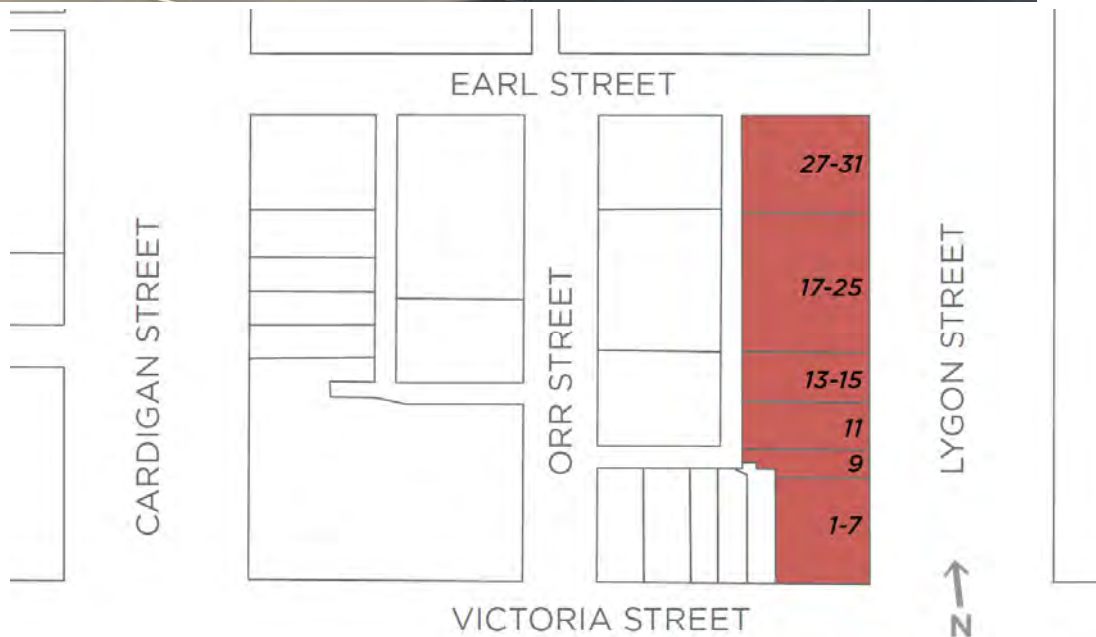 EARL STREET
27-31
17-25
CARDIGAN STREET
ORR STREET
LYGON STREET
13-15
11
9
1-7
VICTORIA STREET
N